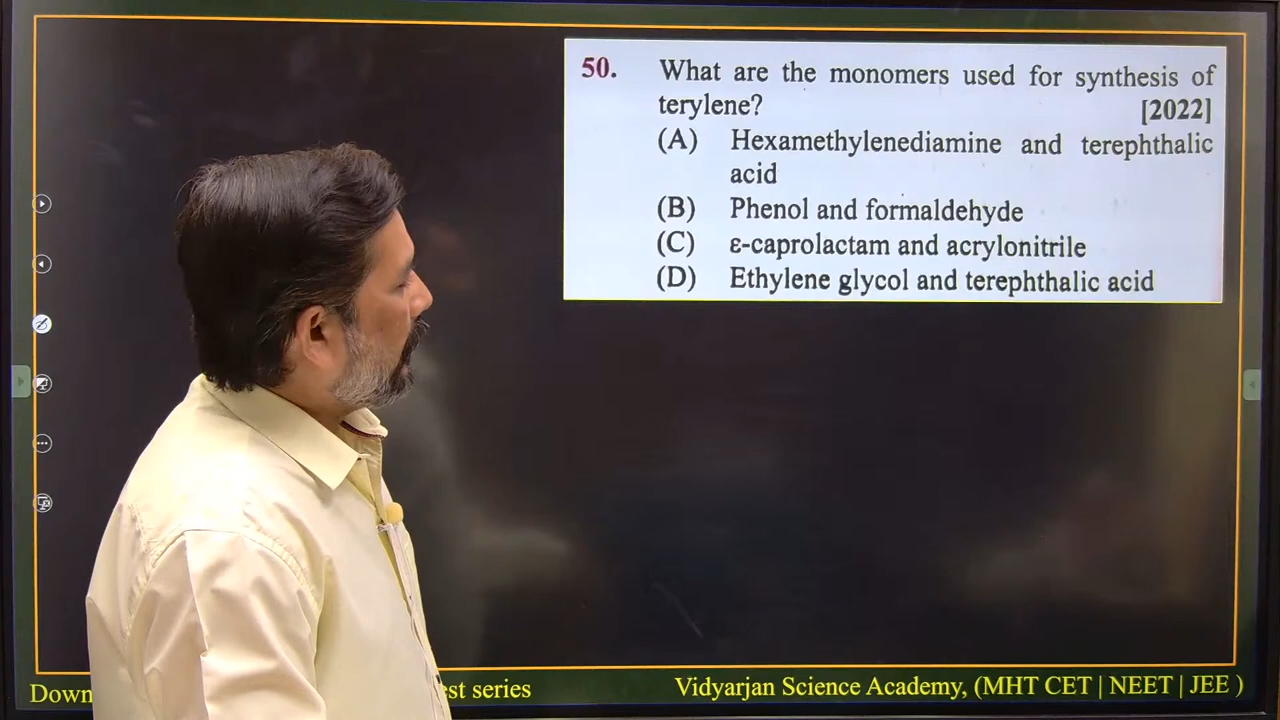 50. What are the monomers used for synthesis of
terylene? [2022]
(A) Hexamethylenediamine and terephthalic
acid
(B) Phenol and formaldehyde
(C) ε-caprolactam and acrylonitrile
(D) Ethylene glycol and terephthalic acid
Down est series Vidyarjan Science Academy, (MHT CET | NEET | JEE )